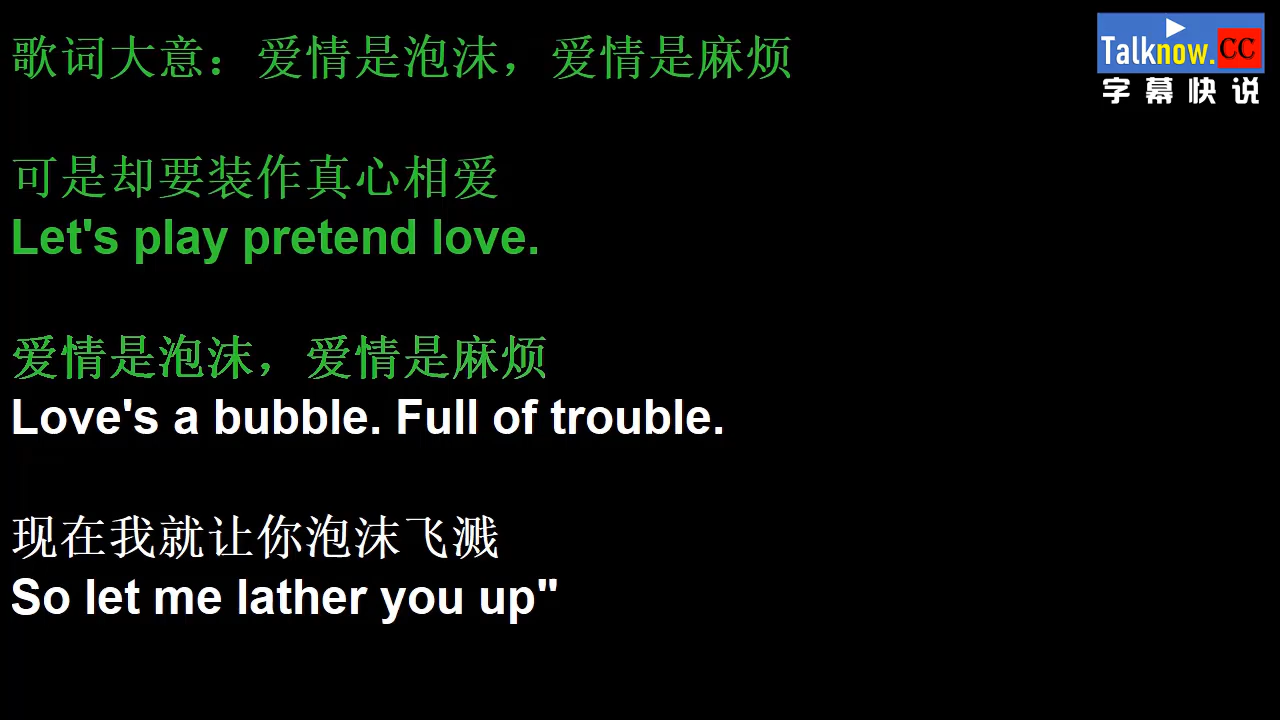 歌词大意：爱情是泡沫，爱情是麻烦
Talknow.CC
字幕快说
可是却要装作真心相爱
Let's play pretend love.
爱情是泡沫，爱情是麻烦
Love's a bubble. Full of trouble.
现在我就让你泡沫飞溅
So let me lather you up"